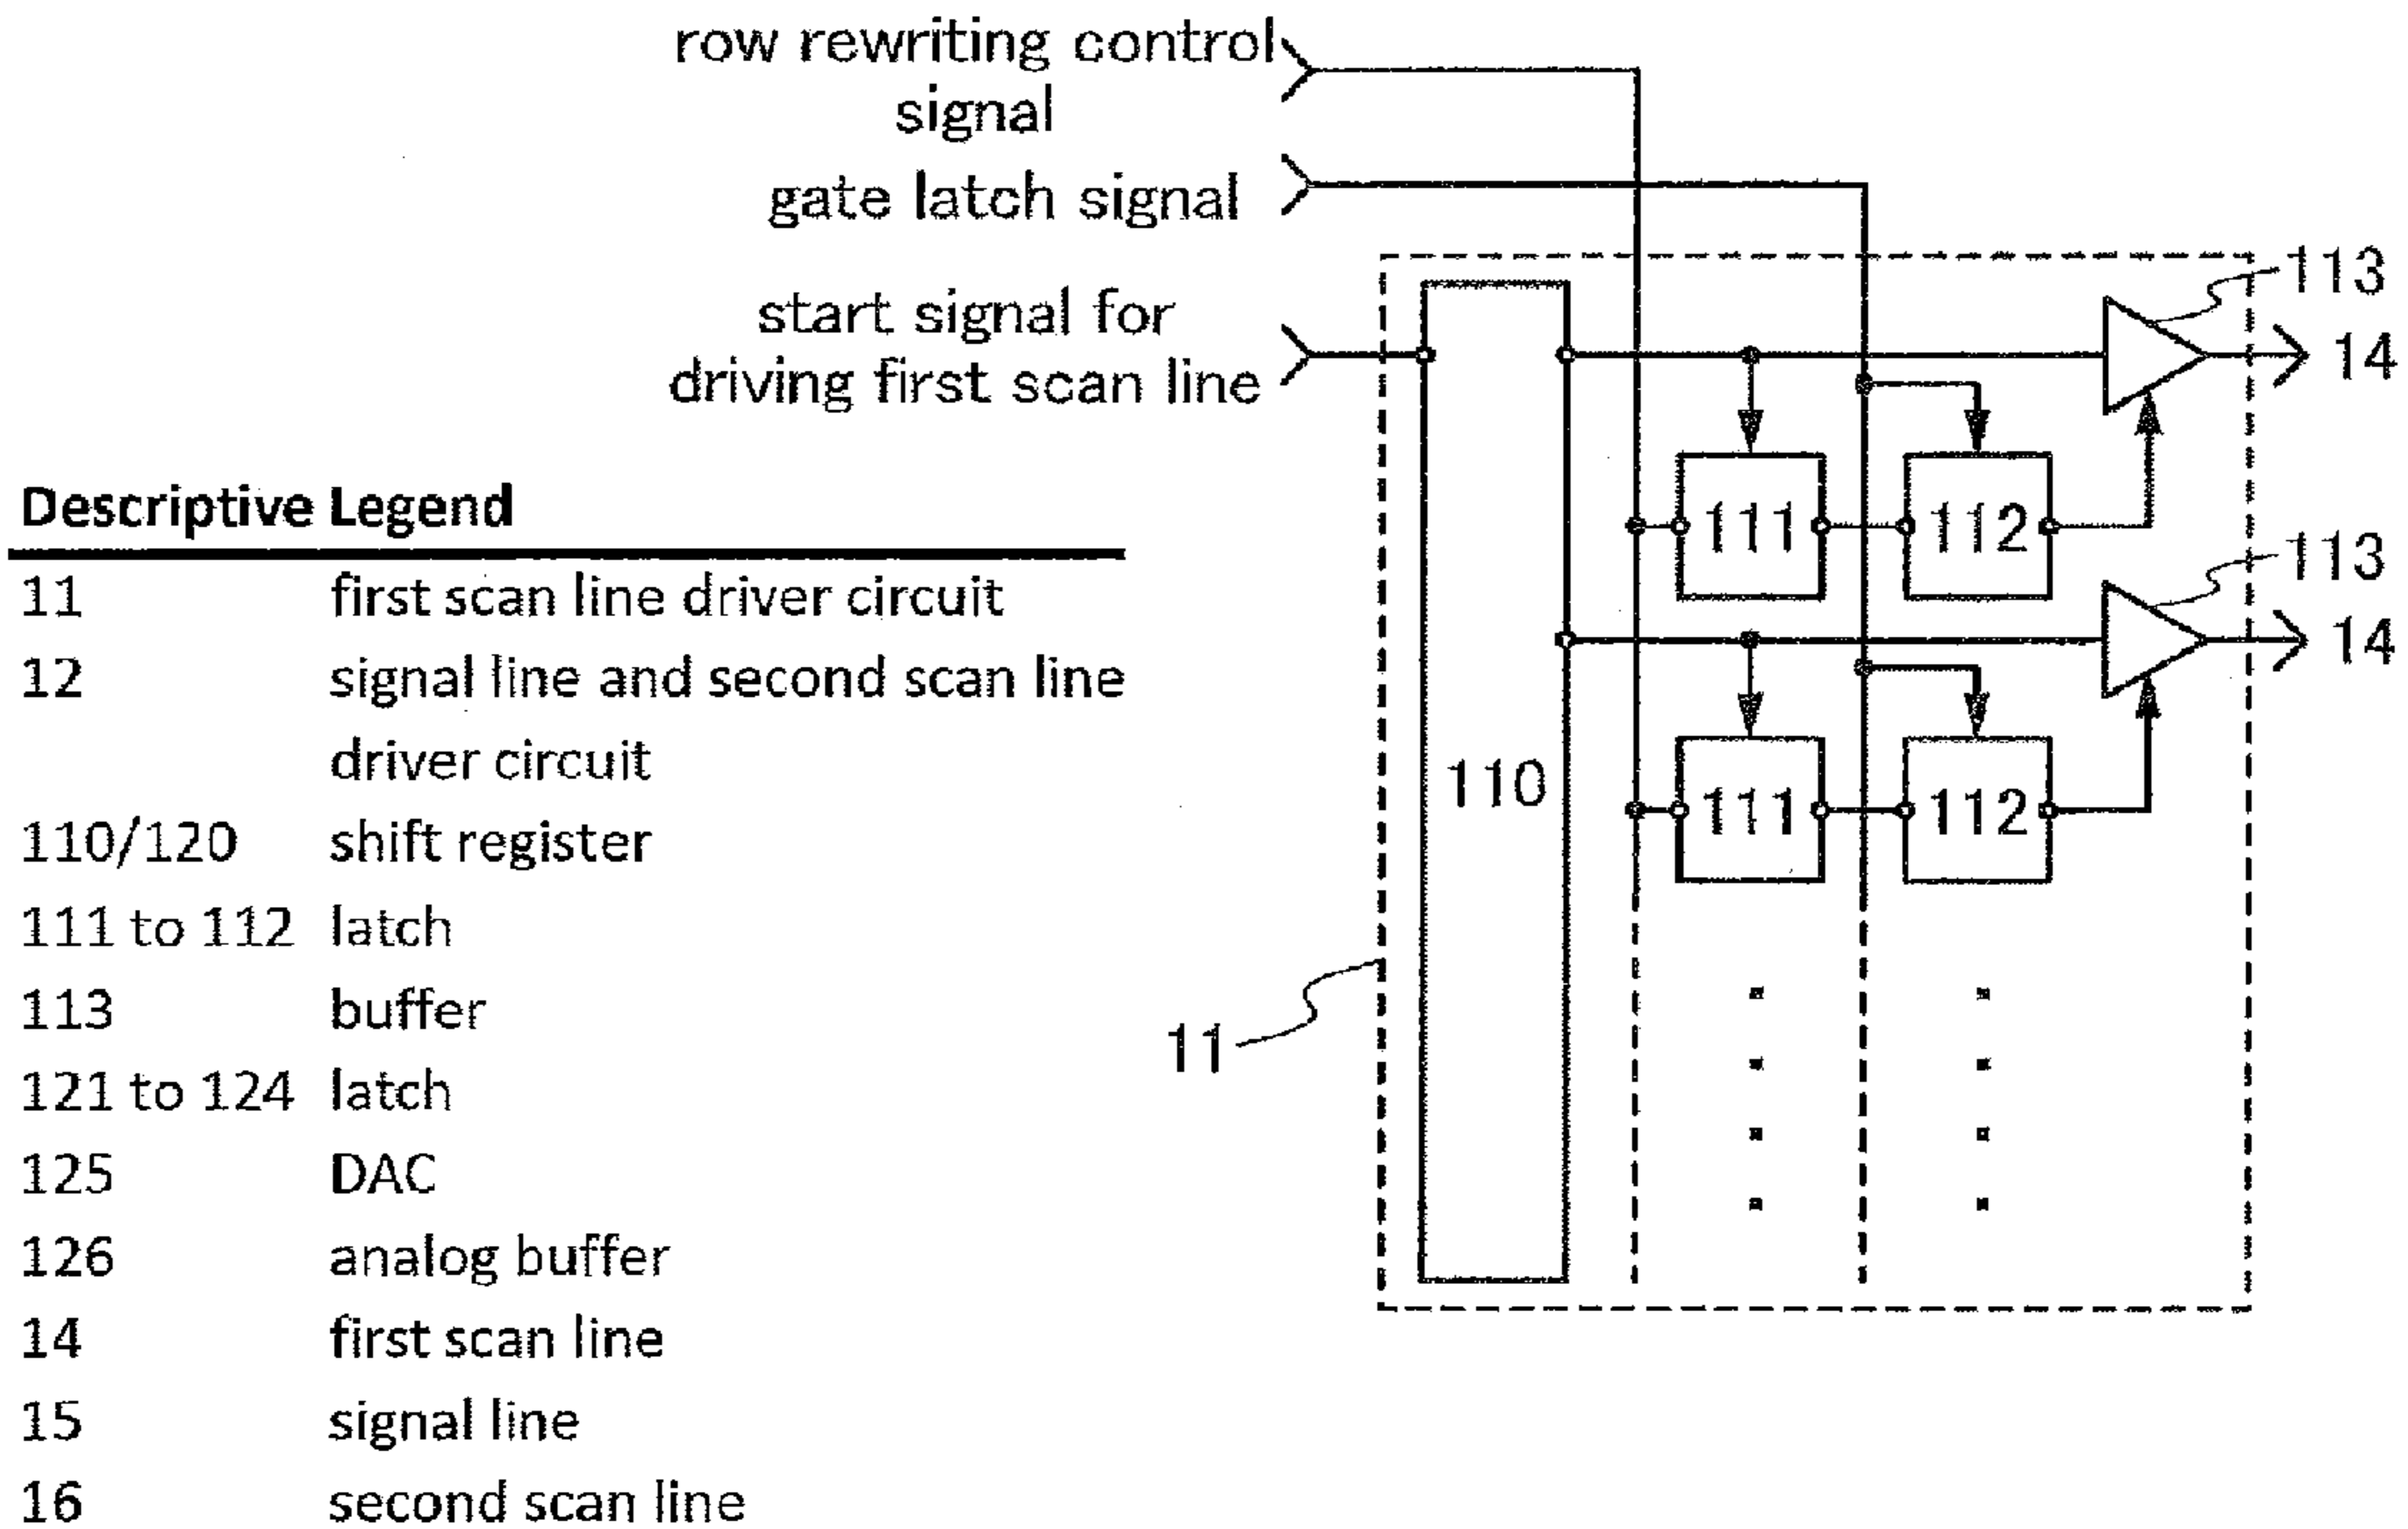 row rewriting control
signal
gate latch signal
start signal for
driving first scan line
113
14
111
112
113
14
110
111
112
11
Descriptive Legend
11 first scan line driver circuit
12 signal line and second scan line
driver circuit
110/120 shift register
111 to 112 latch
113 buffer
121 to 124 latch
125 DAC
126 analog buffer
14 first scan line
15 signal line
16 second scan line